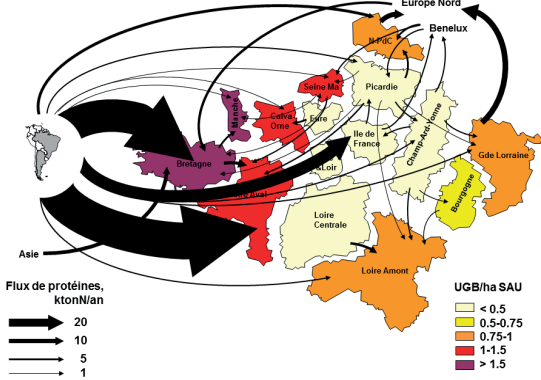 Europe Nord
Benelux
N-PdC
Seine Ma
Picardie
Manche
Calva
Orne
Eure
Ile de
France
Champ-Ard-Yonne
Gde Lorraine
Bretagne
&Loir
Aval
Bourgogne
Loire
Centrale
Loire Amont
Asie
Flux de protéines,
ktonN/an
20
10
5
1
UGB/ha SAU
< 0.5
0.5-0.75
0.75-1
1-1.5
> 1.5